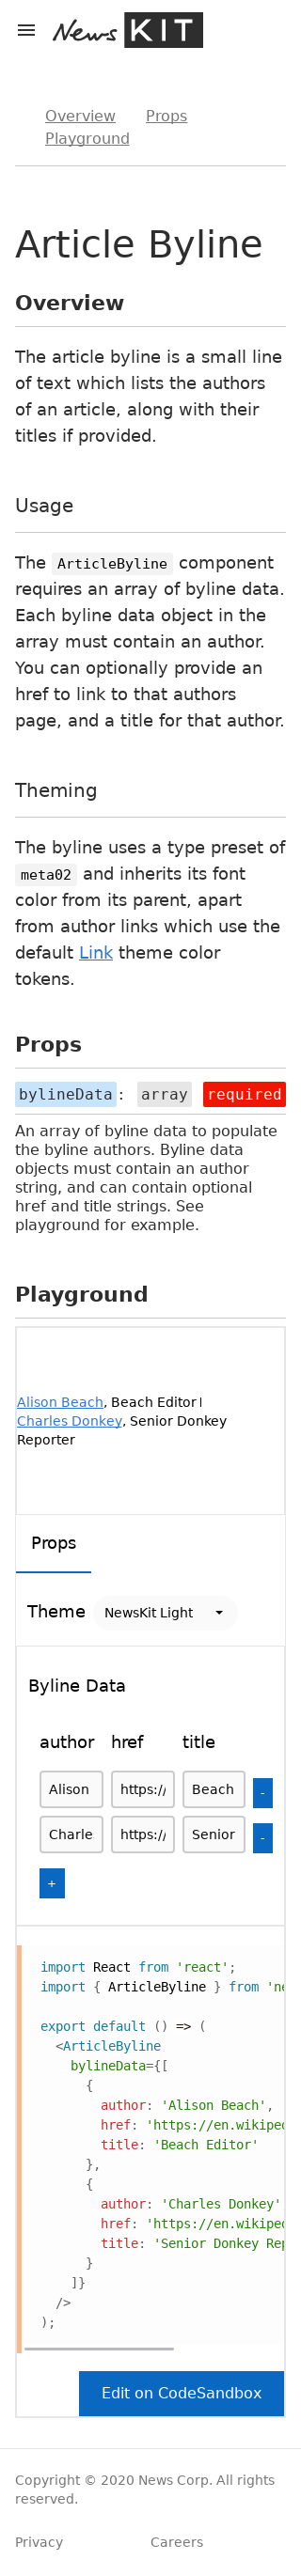 News KIT
Overview Props
Playground
Article Byline
Overview
The article byline is a small line
of text which lists the authors
of an article, along with their
titles if provided.
Usage
The ArticleByline component
requires an array of byline data.
Each byline data object in the
array must contain an author.
You can optionally provide an
href to link to that authors
page, and a title for that author.
Theming
The byline uses a type preset of
meta02 and inherits its font
color from its parent, apart
from author links which use the
default Link theme color
tokens.
Props
bylineData: array required
An array of byline data to populate
the byline authors. Byline data
objects must contain an author
string, and can contain optional
href and title strings. See
playground for example.
Playground
Alison Beach, Beach Editor |
Charles Donkey, Senior Donkey
Reporter
Props
Theme NewsKit Light
Byline Data
author href title
Alison https:// Beach -
Charle https:// Senior -
+
import React from 'react';
import { ArticleByline } from 'ne
export default () => (
<ArticleByline
bylineData={[
{
author: 'Alison Beach',
href: 'https://en.wikiped
title: 'Beach Editor'
},
{
author: 'Charles Donkey'
href: 'https://en.wikiped
title: 'Senior Donkey Rep
}
]}
/>
);
Edit on CodeSandbox
Copyright © 2020 News Corp. All rights
reserved.
Privacy Careers